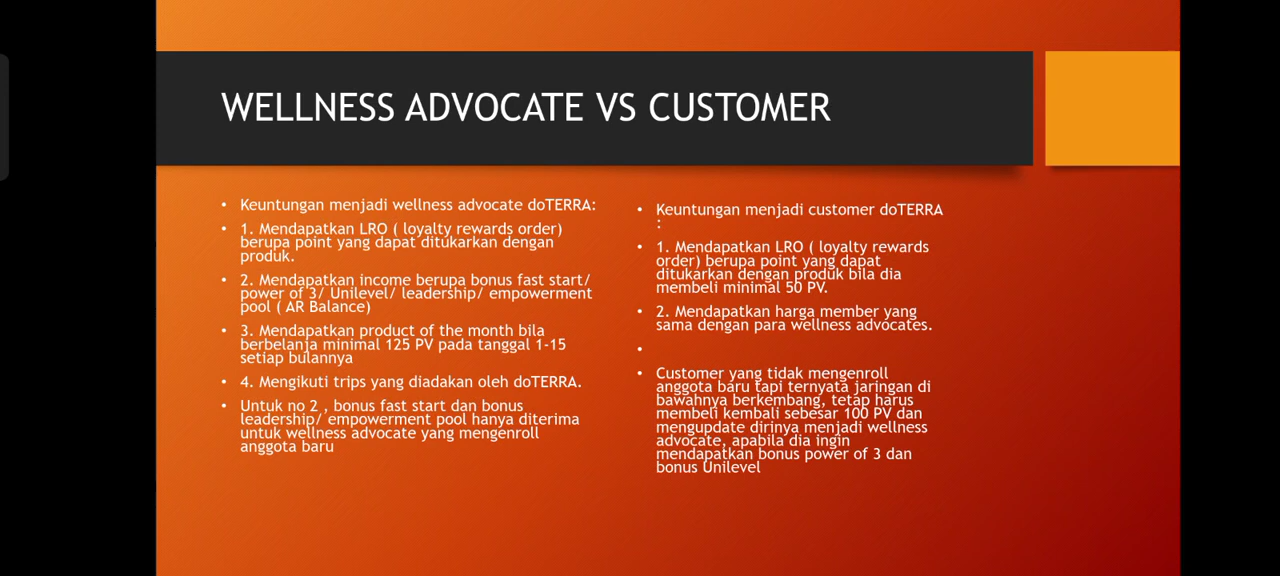 WELLNESS ADVOCATE VS CUSTOMER
• Keuntungan menjadi wellness advocate doTERRA:
• 1. Mendapatkan LRO ( loyalty rewards order)
berupa point yang dapat ditukarkan dengan
produk.
• 2. Mendapatkan income berupa bonus fast start/
power of 3/ Unilevel/ leadership/ empowerment
pool ( AR Balance)
• 3. Mendapatkan product of the month bila
berbelanja minimal 125 PV pada tanggal 1-15
setiap bulannya
• 4. Mengikuti trips yang diadakan oleh doTERRA.
• Untuk no 2 , bonus fast start dan bonus
leadership/ empowerment pool hanya diterima
untuk wellness advocate yang mengenroll
anggota baru
• Keuntungan menjadi customer doTERRA
:
• 1. Mendapatkan LRO ( loyalty rewards
order) berupa point yang dapat
ditukarkan dengan produk bila dia
membeli minimal 50 PV.
• 2. Mendapatkan harga member yang
sama dengan para wellness advocates.
•
• Customer yang tidak mengenroll
anggota baru tapi ternyata jaringan di
bawahnya berkembang, tetap harus
membeli kembali sebesar 100 PV dan
mengupdate dirinya menjadi wellness
advocate, apabila dia ingin
mendapatkan bonus power of 3 dan
bonus Unilevel